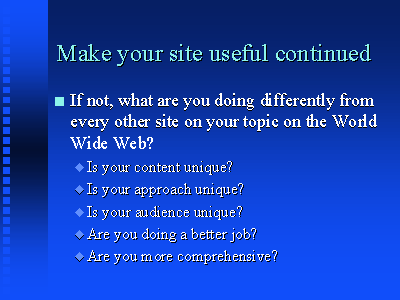 Make your site useful continued
If not, what are you doing differently from
every other site on your topic on the World
Wide Web?
Is your content unique?
Is your approach unique?
Is your audience unique?
Are you doing a better job?
Are you more comprehensive?